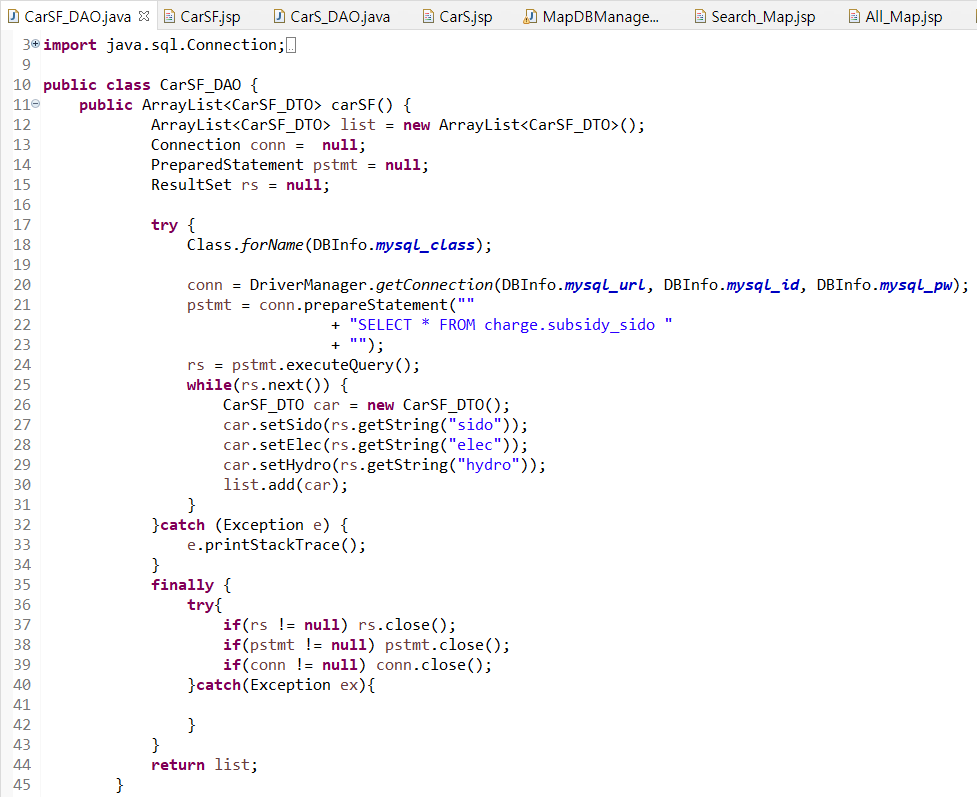 CarSF_DAO.java CarSF.jsp CarS_DAO.java CarS.jsp MapDBManage... Search_Map.jsp All_Map.jsp
3 import java.sql.Connection;
9
10 public class CarSF_DAO {
11     public ArrayList<CarSF_DTO> carSF() {
12             ArrayList<CarSF_DTO> list = new ArrayList<CarSF_DTO>();
13             Connection conn =  null;
14             PreparedStatement pstmt = null;
15             ResultSet rs = null;
16
17             try {
18                 Class.forName(DBInfo.mysql_class);
19
20                 conn = DriverManager.getConnection(DBInfo.mysql_url, DBInfo.mysql_id, DBInfo.mysql_pw);
21                 pstmt = conn.prepareStatement(""
22                                 + "SELECT * FROM charge.subsidy_sido "
23                                 + "");
24                 rs = pstmt.executeQuery();
25                 while(rs.next()) {
26                     CarSF_DTO car = new CarSF_DTO();
27                     car.setSido(rs.getString("sido"));
28                     car.setElec(rs.getString("elec"));
29                     car.setHydro(rs.getString("hydro"));
30                     list.add(car);
31                 }
32             }catch (Exception e) {
33                 e.printStackTrace();
34             }
35             finally {
36                 try{
37                     if(rs != null) rs.close();
38                     if(pstmt != null) pstmt.close();
39                     if(conn != null) conn.close();
40                 }catch(Exception ex){
41
42                 }
43             }
44             return list;
45         }